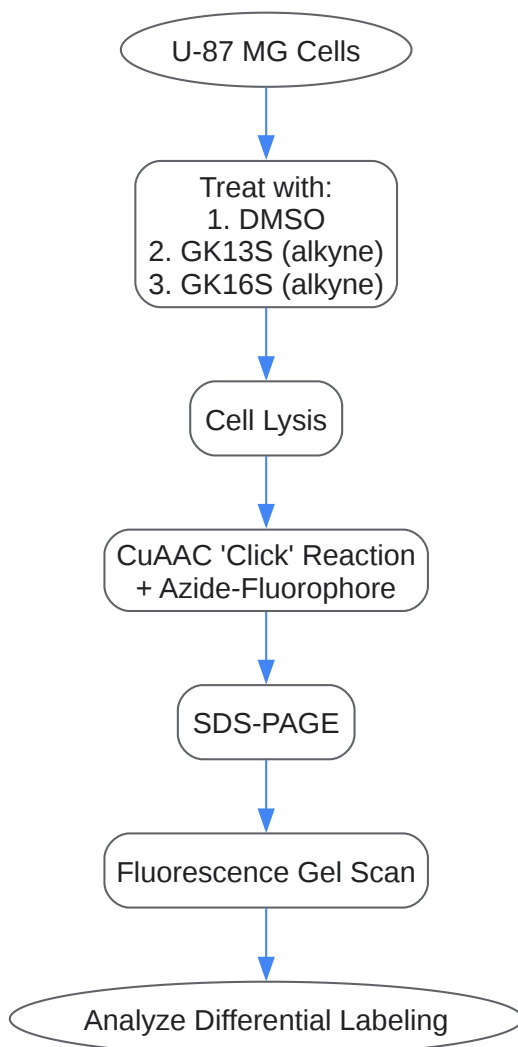 U-87 MG Cells
Treat with:
1. DMSO
2. GK13S (alkyne)
3. GK16S (alkyne)
Cell Lysis
CuAAC 'Click' Reaction
+ Azide-Fluorophore
SDS-PAGE
Fluorescence Gel Scan
Analyze Differential Labeling